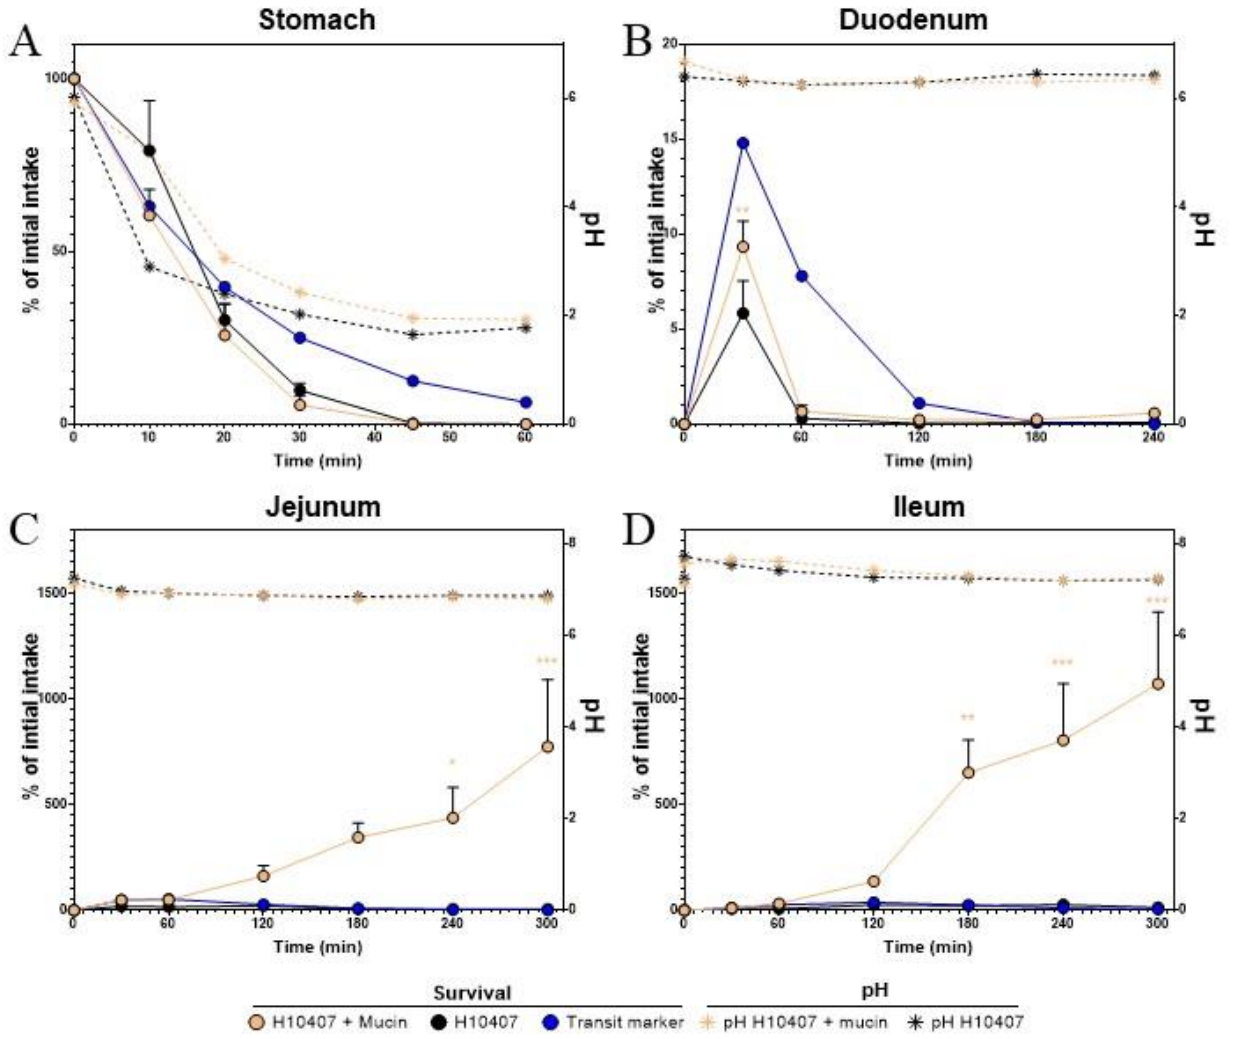 A
Stomach
% of intial intake
100
50
0
6
4
2
0
pH
0 10 20 30 40 50 60
Time (min)
B
Duodenum
% of intial intake
20
15
10
5
0
6
4
2
0
pH
0 60 120 180 240
Time (min)
**
C
Jejunum
% of intial intake
1500
1000
500
0
8
6
4
2
0
pH
0 60 120 180 240 300
Time (min)
*
***
D
Ileum
% of intial intake
1500
1000
500
0
8
6
4
2
0
pH
0 60 120 180 240 300
Time (min)
**
***
***
Survival
pH
H10407 + Mucin H10407 Transit marker pH H10407 + mucin pH H10407